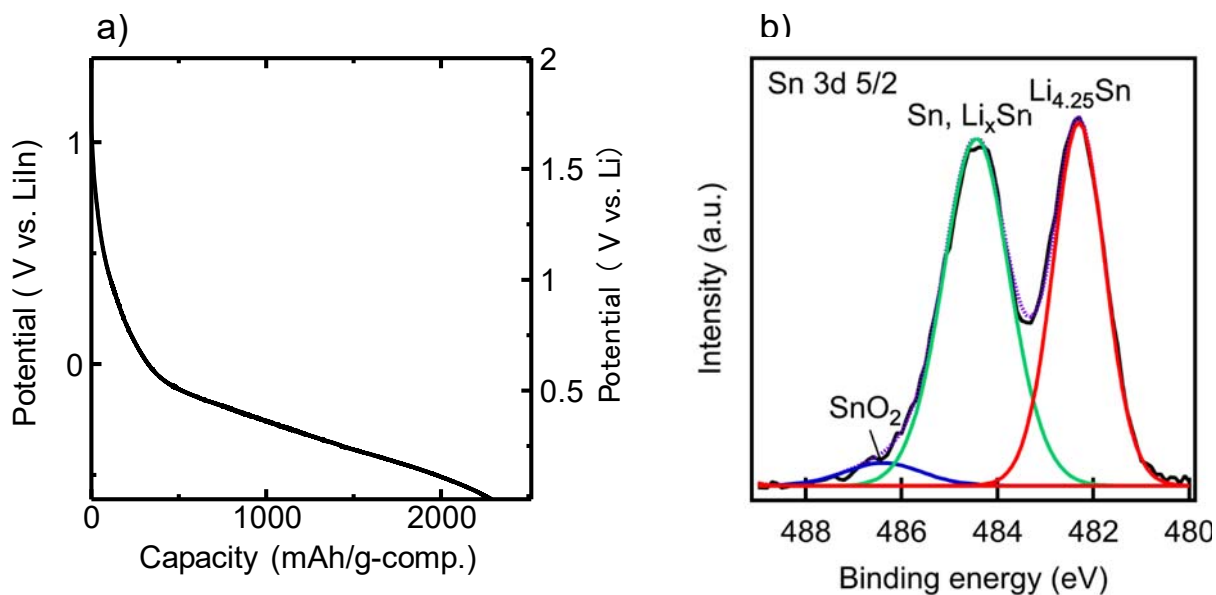 a)
2
1
0
1.5
1
0.5
0
1000
2000
Potential ( V vs. LiIn)
Potential ( V vs. Li)
Capacity (mAh/g-comp.)
b)
Sn 3d 5/2
Li4.25Sn
Sn, LixSn
SnO2
Intensity (a.u.)
488
486
484
482
480
Binding energy (eV)